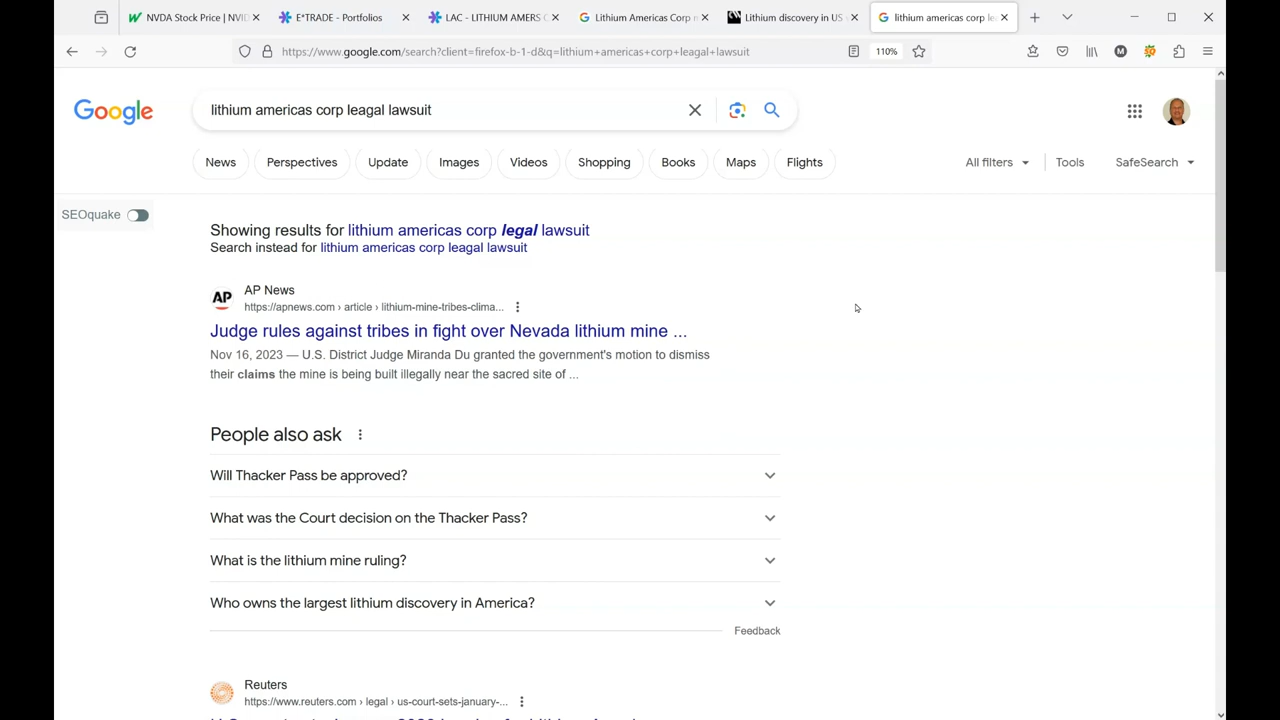 NVDA Stock Price | NVID
E*TRADE - Portfolios
LAC - LITHIUM AMERS C
Lithium Americas Corp n
Lithium discovery in US
lithium americas corp le
https://www.google.com/search?client=firefox-b-1-d&q=lithium+americas+corp+leagal+lawsuit
110%
M
Google
lithium americas corp leagal lawsuit
News
Perspectives
Update
Images
Videos
Shopping
Books
Maps
Flights
All filters
Tools
SafeSearch
SEOquake
Showing results for lithium americas corp legal lawsuit
Search instead for lithium americas corp leagal lawsuit
AP
AP News
https://apnews.com › article › lithium-mine-tribes-clima...
Judge rules against tribes in fight over Nevada lithium mine ...
Nov 16, 2023 — U.S. District Judge Miranda Du granted the government's motion to dismiss
their claims the mine is being built illegally near the sacred site of ...
People also ask
Will Thacker Pass be approved?
What was the Court decision on the Thacker Pass?
What is the lithium mine ruling?
Who owns the largest lithium discovery in America?
Feedback
Reuters
https://www.reuters.com › legal › us-court-sets-january-...